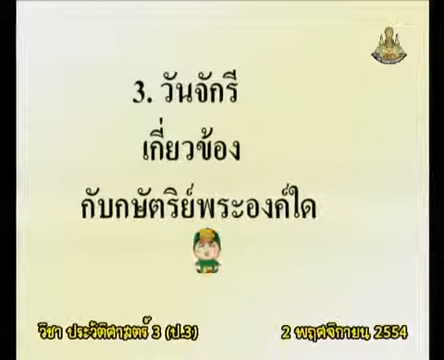 3. วันจักรี
เกี่ยวข้อง
กับกษัตริย์พระองค์ใด
วิชา ประวัติศาสตร์ 3 (ป.3)
2 พฤศจิกายน 2554